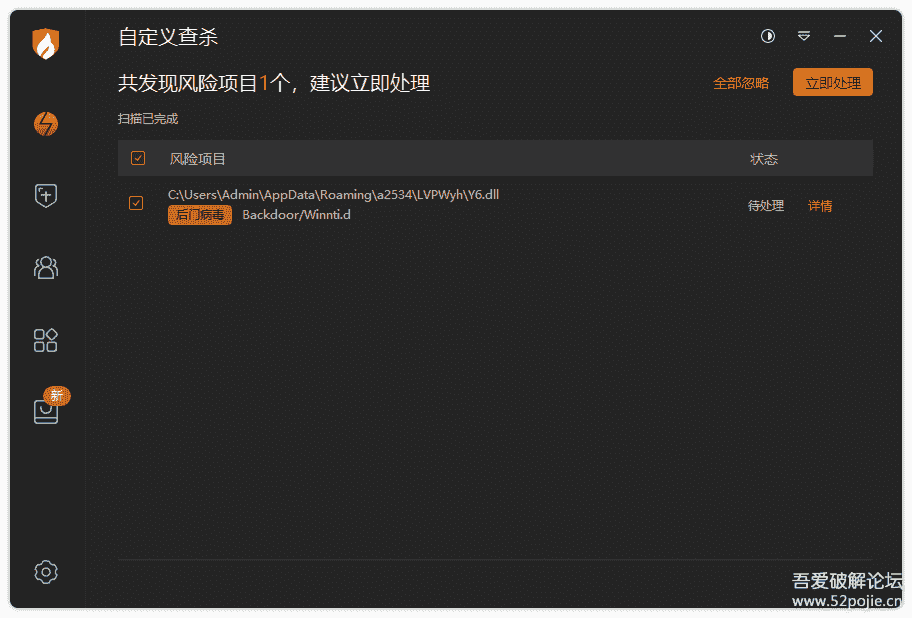 自定义查杀
共发现风险项目1个，建议立即处理
全部忽略
立即处理
扫描已完成
风险项目
状态
C:\Users\Admin\AppData\Roaming\a2534\LVPWyh\Y6.dll
后门病毒 Backdoor/Winnti.d
待处理
详情
新
吾爱破解论坛
www.52pojie.cn